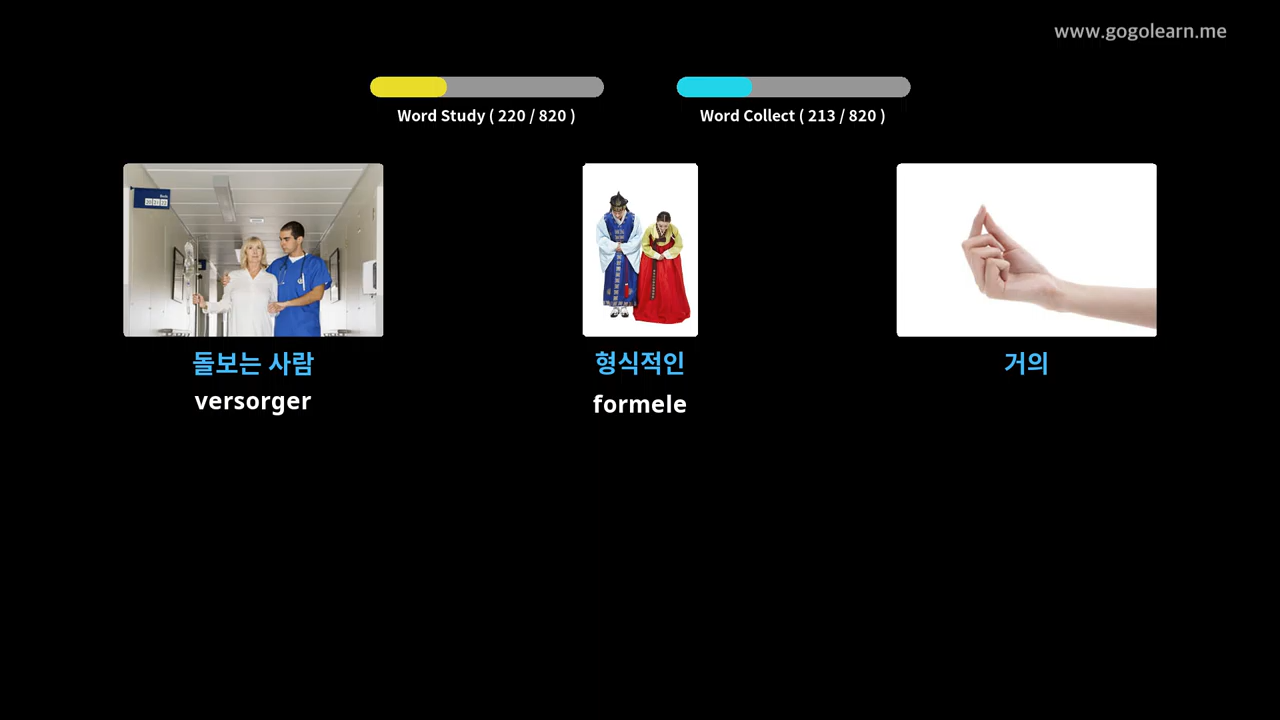 www.gogolearn.me
Word Study ( 220 / 820 )
Word Collect ( 213 / 820 )
돌보는 사람
형식적인
거의
versorger
formele